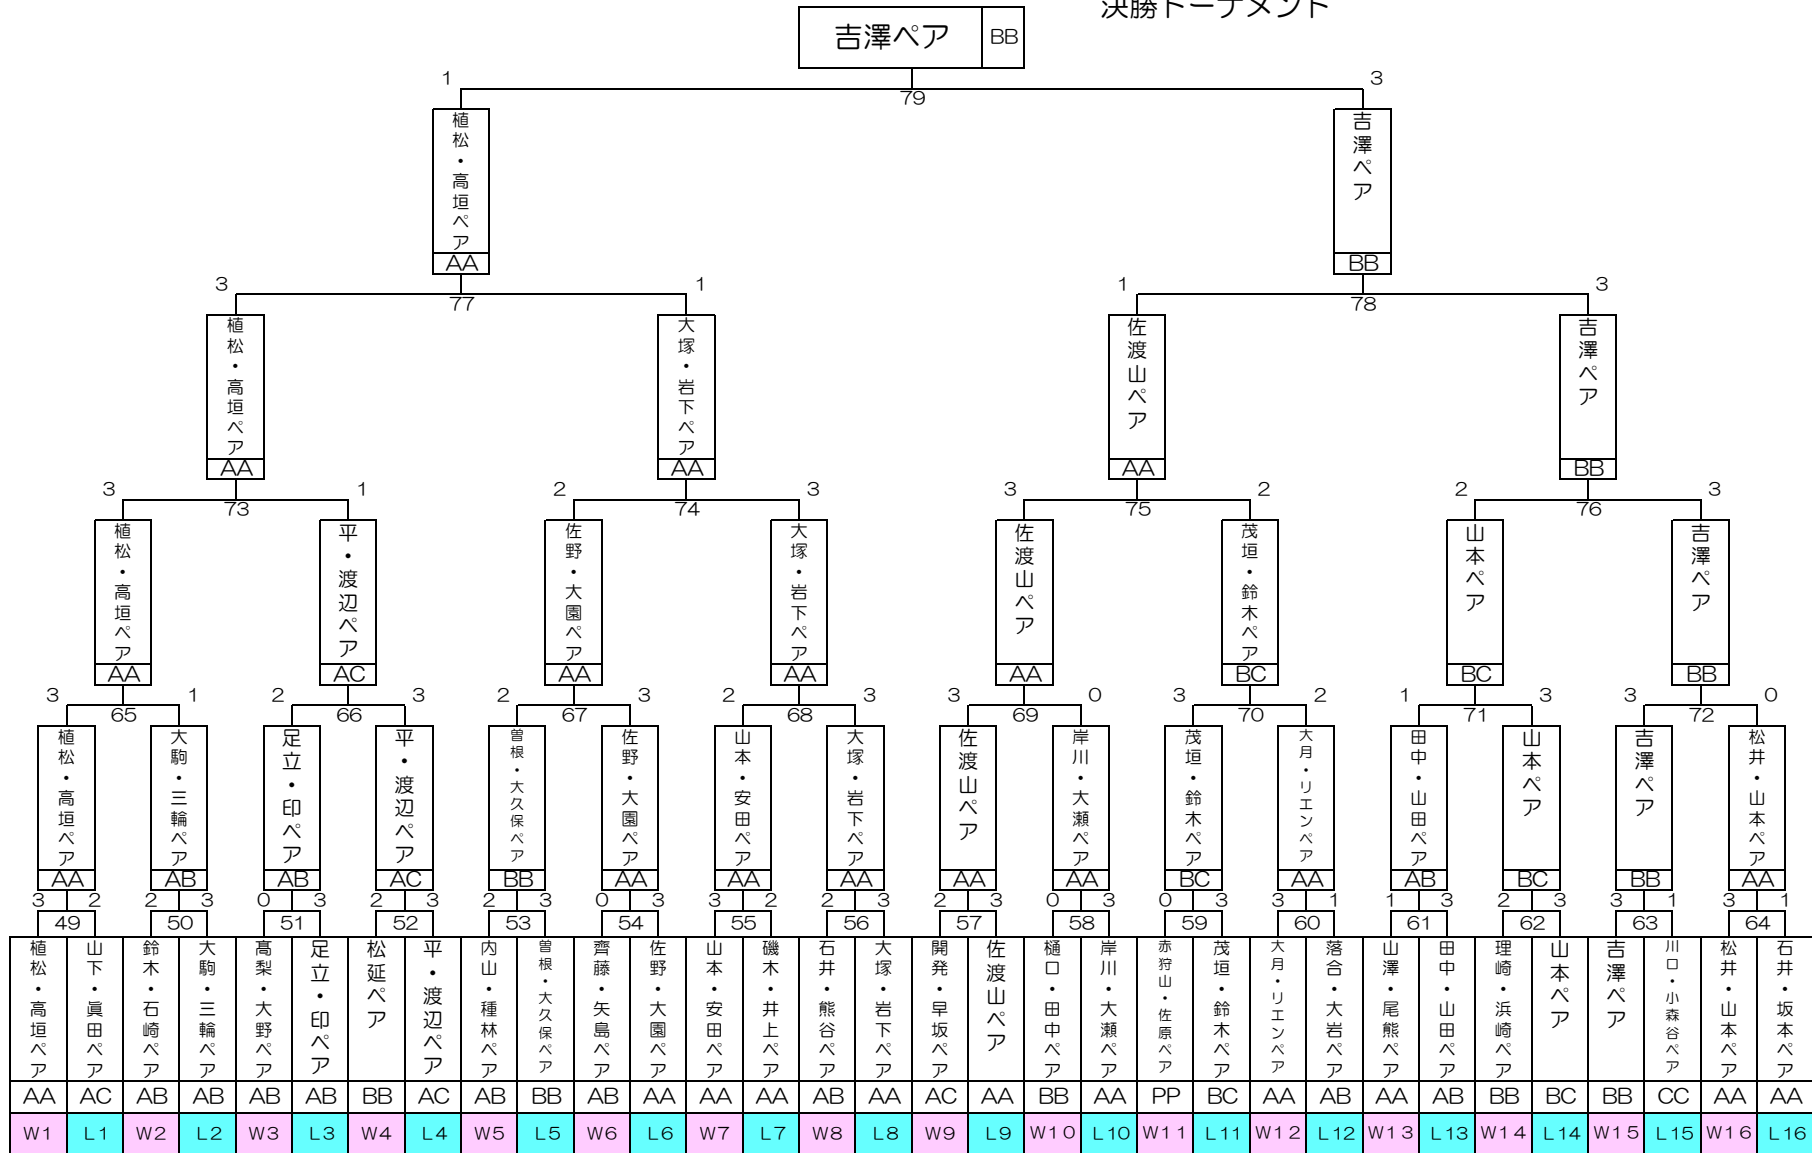 決勝トーナメント
吉澤ペア BB
1 3
79
植松・高垣ペア 吉澤ペア
AA BB
3 1 1 3
77 78
植松・高垣ペア 大塚・岩下ペア 佐渡山ペア 吉澤ペア
AA AA AA BB
3 1 2 3 3 2 2 3
73 74 75 76
植松・高垣ペア 平・渡辺ペア 佐野・大園ペア 大塚・岩下ペア 佐渡山ペア 茂垣・鈴木ペア 山本ペア 吉澤ペア
AA AC AA AA AA BC BC BB
3 1 2 3 2 3 2 3 3 0 3 2 1 3 3 0
65 66 67 68 69 70 71 72
植松・高垣ペア 大駒・三輪ペア 足立・印ペア 平・渡辺ペア 曽根・大久保ペア 佐野・大園ペア 山本・安田ペア 大塚・岩下ペア 佐渡山ペア 岸川・大瀬ペア 茂垣・鈴木ペア 大月・リエンペア 田中・山田ペア 山本ペア 吉澤ペア 松井・山本ペア
AA AB AB AC BB AA AA AA AA AA BC AA AB BC BB AA
3 2 2 3 0 3 2 3 2 3 0 3 3 2 2 3 2 3 0 3 0 3 3 1 1 3 2 3 3 1 3 1
49 50 51 52 53 54 55 56 57 58 59 60 61 62 63 64
植松・高垣ペア 山下・眞田ペア 鈴木・石崎ペア 大駒・三輪ペア 髙梨・大野ペア 足立・印ペア 松延ペア 平・渡辺ペア 内山・種林ペア 曽根・大久保ペア 齊藤・矢島ペア 佐野・大園ペア 山本・安田ペア 磯木・井上ペア 石井・熊谷ペア 大塚・岩下ペア 開発・早坂ペア 佐渡山ペア 樋口・田中ペア 岸川・大瀬ペア 赤狩山・佐原ペア 茂垣・鈴木ペア 大月・リエンペア 落合・大岩ペア 山澤・尾熊ペア 田中・山田ペア 理崎・浜崎ペア 山本ペア 吉澤ペア 川口・小森谷ペア 松井・山本ペア 石井・坂本ペア
AA AC AB AB AB AB BB AC AB BB AB AA AA AA AB AA AC AA BB AA PP BC AA AB AA AB BB BC BB CC AA AA
W1 L1 W2 L2 W3 L3 W4 L4 W5 L5 W6 L6 W7 L7 W8 L8 W9 L9 W10 L10 W11 L11 W12 L12 W13 L13 W14 L14 W15 L15 W16 L16